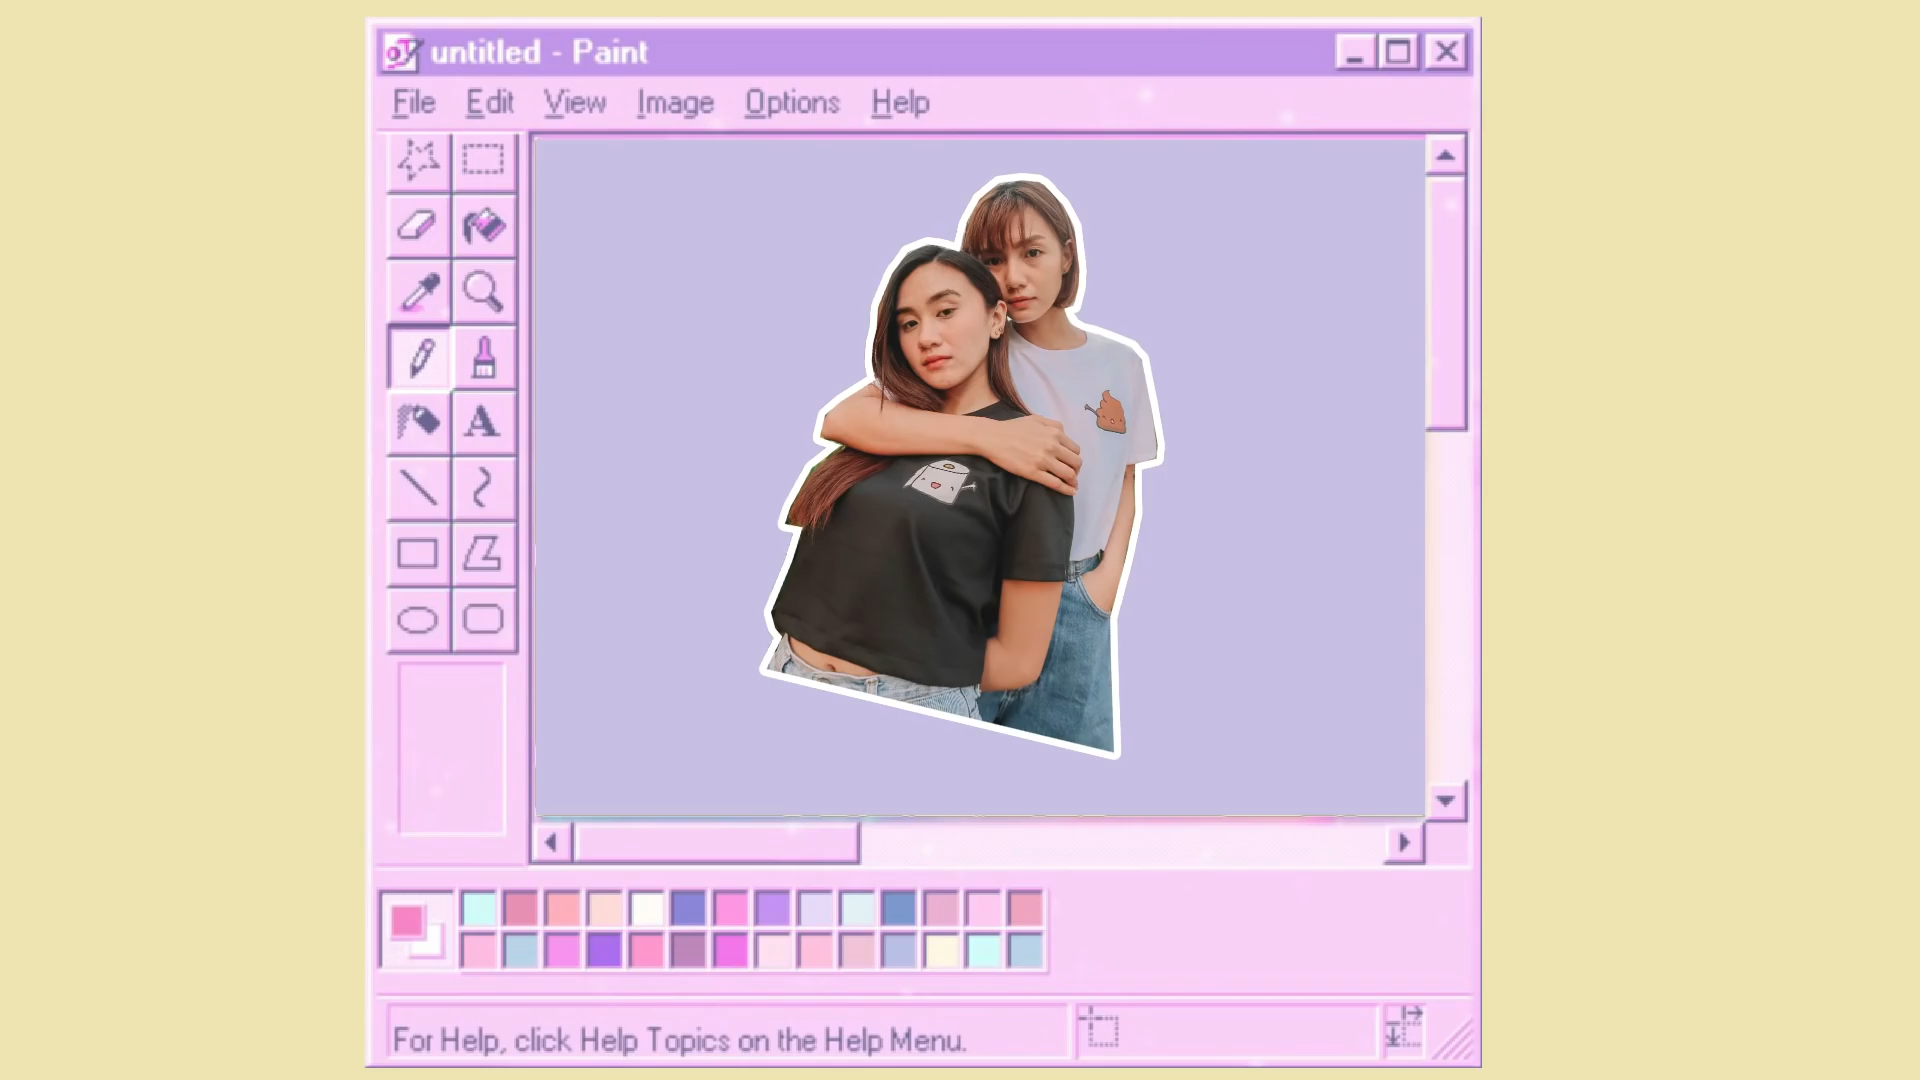 untitled - Paint
File Edit View Image Options Help
A
For Help, click Help Topics on the Help Menu.